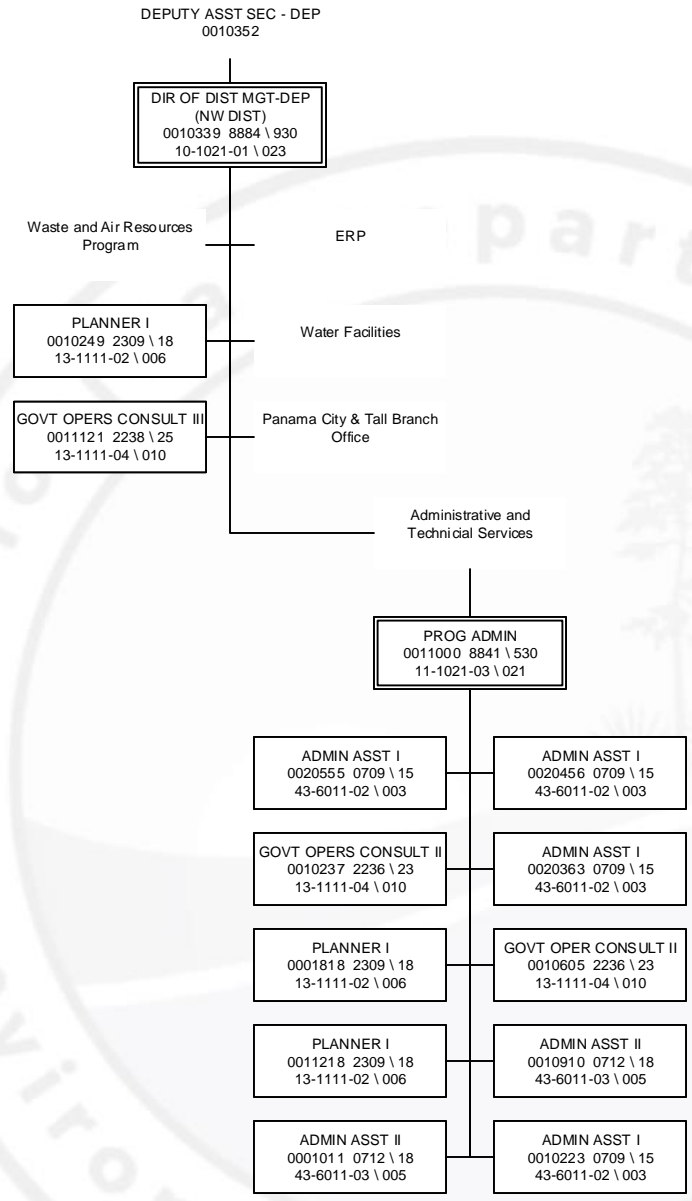 DEPUTY ASST SEC - DEP
0010352
DIR OF DIST MGT-DEP
(NW DIST)
0010339 8884 \ 930
10-1021-01 \ 023
Waste and Air Resources
Program
ERP
PLANNER I
0010249 2309 \ 18
13-1111-02 \ 006
Water Facilities
GOVT OPERS CONSULT III
0011121 2238 \ 25
13-1111-04 \ 010
Panama City & Tall Branch
Office
Administrative and
Technicial Services
PROG ADMIN
0011000 8841 \ 530
11-1021-03 \ 021
ADMIN ASST I
0020555 0709 \ 15
43-6011-02 \ 003
ADMIN ASST I
0020456 0709 \ 15
43-6011-02 \ 003
GOVT OPERS CONSULT II
0010237 2236 \ 23
13-1111-04 \ 010
ADMIN ASST I
0020363 0709 \ 15
43-6011-02 \ 003
PLANNER I
0001818 2309 \ 18
13-1111-02 \ 006
GOVT OPER CONSULT II
0010605 2236 \ 23
13-1111-04 \ 010
PLANNER I
0011218 2309 \ 18
13-1111-02 \ 006
ADMIN ASST II
0010910 0712 \ 18
43-6011-03 \ 005
ADMIN ASST II
0001011 0712 \ 18
43-6011-03 \ 005
ADMIN ASST I
0010223 0709 \ 15
43-6011-02 \ 003